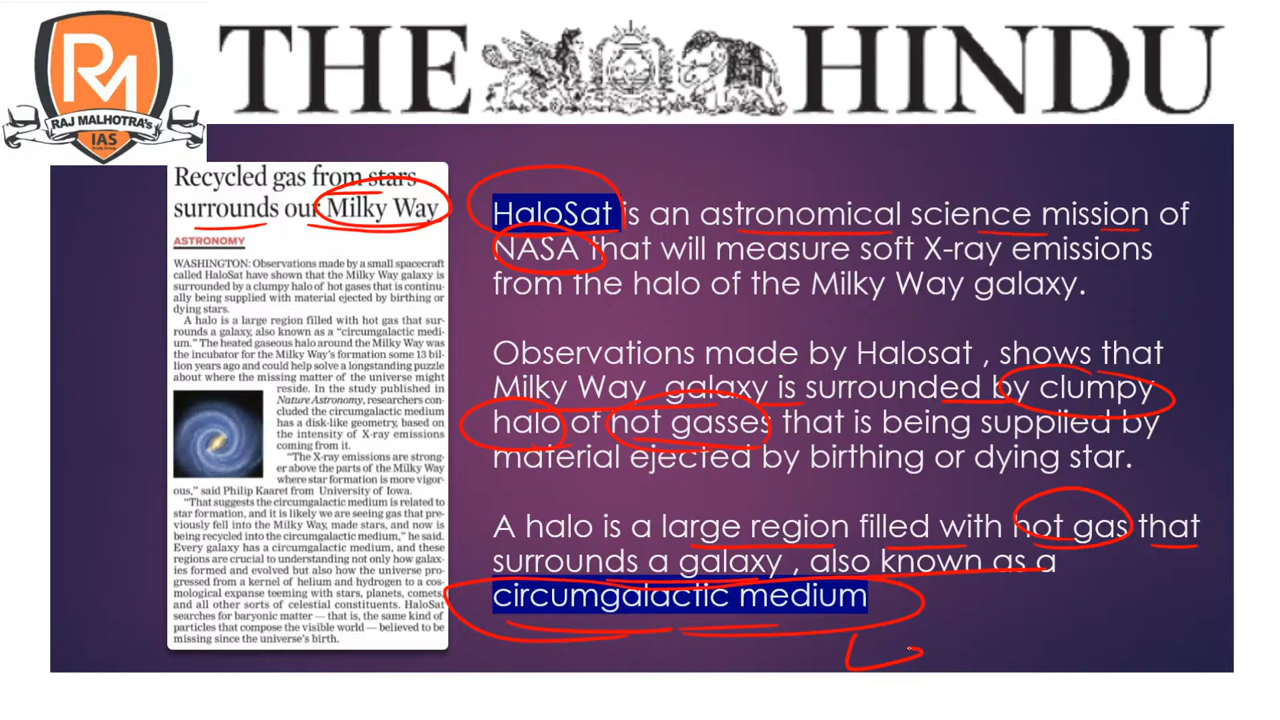 RM
RAJ MALHOTRA'S
IAS
THE HINDU
Recycled gas from stars
surrounds our Milky Way
ASTRONOMY
WASHINGTON: Observations made by a small spacecraft
called HaloSat have shown that the Milky Way galaxy is
surrounded by a clumpy halo of hot gases that is continu-
ally being supplied with material ejected by birthing or
dying stars.
A halo is a large region filled with hot gas that sur-
rounds a galaxy, also known as a “circumgalactic medi-
um.” The heated gaseous halo around the Milky Way was
the incubator for the Milky Way's formation some 13 bil-
lion years ago and could help solve a longstanding puzzle
about where the missing matter of the universe might
reside. In the study published in
Nature Astronomy, researchers con-
cluded the circumgalactic medium
has a disk-like geometry, based on
the intensity of X-ray emissions
coming from it.
“The X-ray emissions are strong-
er above the parts of the Milky Way
where star formation is more vigor-
ous,” said Philip Kaaret from University of Iowa.
“That suggests the circumgalactic medium is related to
star formation, and it is likely we are seeing gas that pre-
viously fell into the Milky Way, made stars, and now is
being recycled into the circumgalactic medium,” he said.
Every galaxy has a circumgalactic medium, and these
regions are crucial to understanding not only how galax-
ies formed and evolved but also how the universe pro-
gressed from a kernel of helium and hydrogen to a cos-
mological expanse teeming with stars, planets, comets,
and all other sorts of celestial constituents. HaloSat
searches for baryonic matter — that is, the same kind of
particles that compose the visible world — believed to be
missing since the universe's birth.
HaloSat is an astronomical science mission of
NASA that will measure soft X-ray emissions
from the halo of the Milky Way galaxy.
Observations made by Halosat , shows that
Milky Way galaxy is surrounded by clumpy
halo of hot gasses that is being supplied by
material ejected by birthing or dying star.
A halo is a large region filled with hot gas that
surrounds a galaxy , also known as a
circumgalactic medium